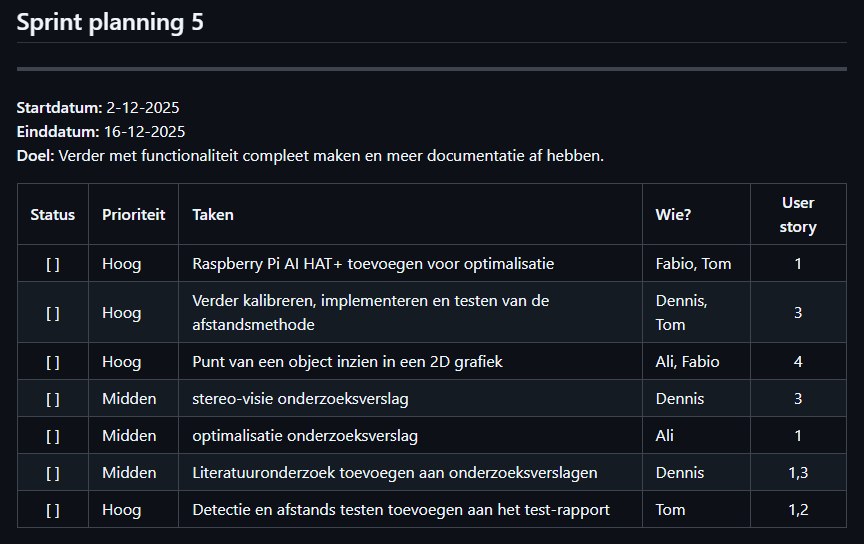 Sprint planning 5
Startdatum: 2-12-2025
Einddatum: 16-12-2025
Doel: Verder met functionaliteit compleet maken en meer documentatie af hebben.
Status Prioriteit Taken Wie? User story
[ ] Hoog Raspberry Pi AI HAT+ toevoegen voor optimalisatie Fabio, Tom 1
[ ] Hoog Verder kalibreren, implementeren en testen van de afstandsmethode Dennis, Tom 3
[ ] Hoog Punt van een object inzien in een 2D grafiek Ali, Fabio 4
[ ] Midden stereo-visie onderzoeksverslag Dennis 3
[ ] Midden optimalisatie onderzoeksverslag Ali 1
[ ] Midden Literatuuronderzoek toevoegen aan onderzoeksverslagen Dennis 1,3
[ ] Hoog Detectie en afstands testen toevoegen aan het test-rapport Tom 1,2